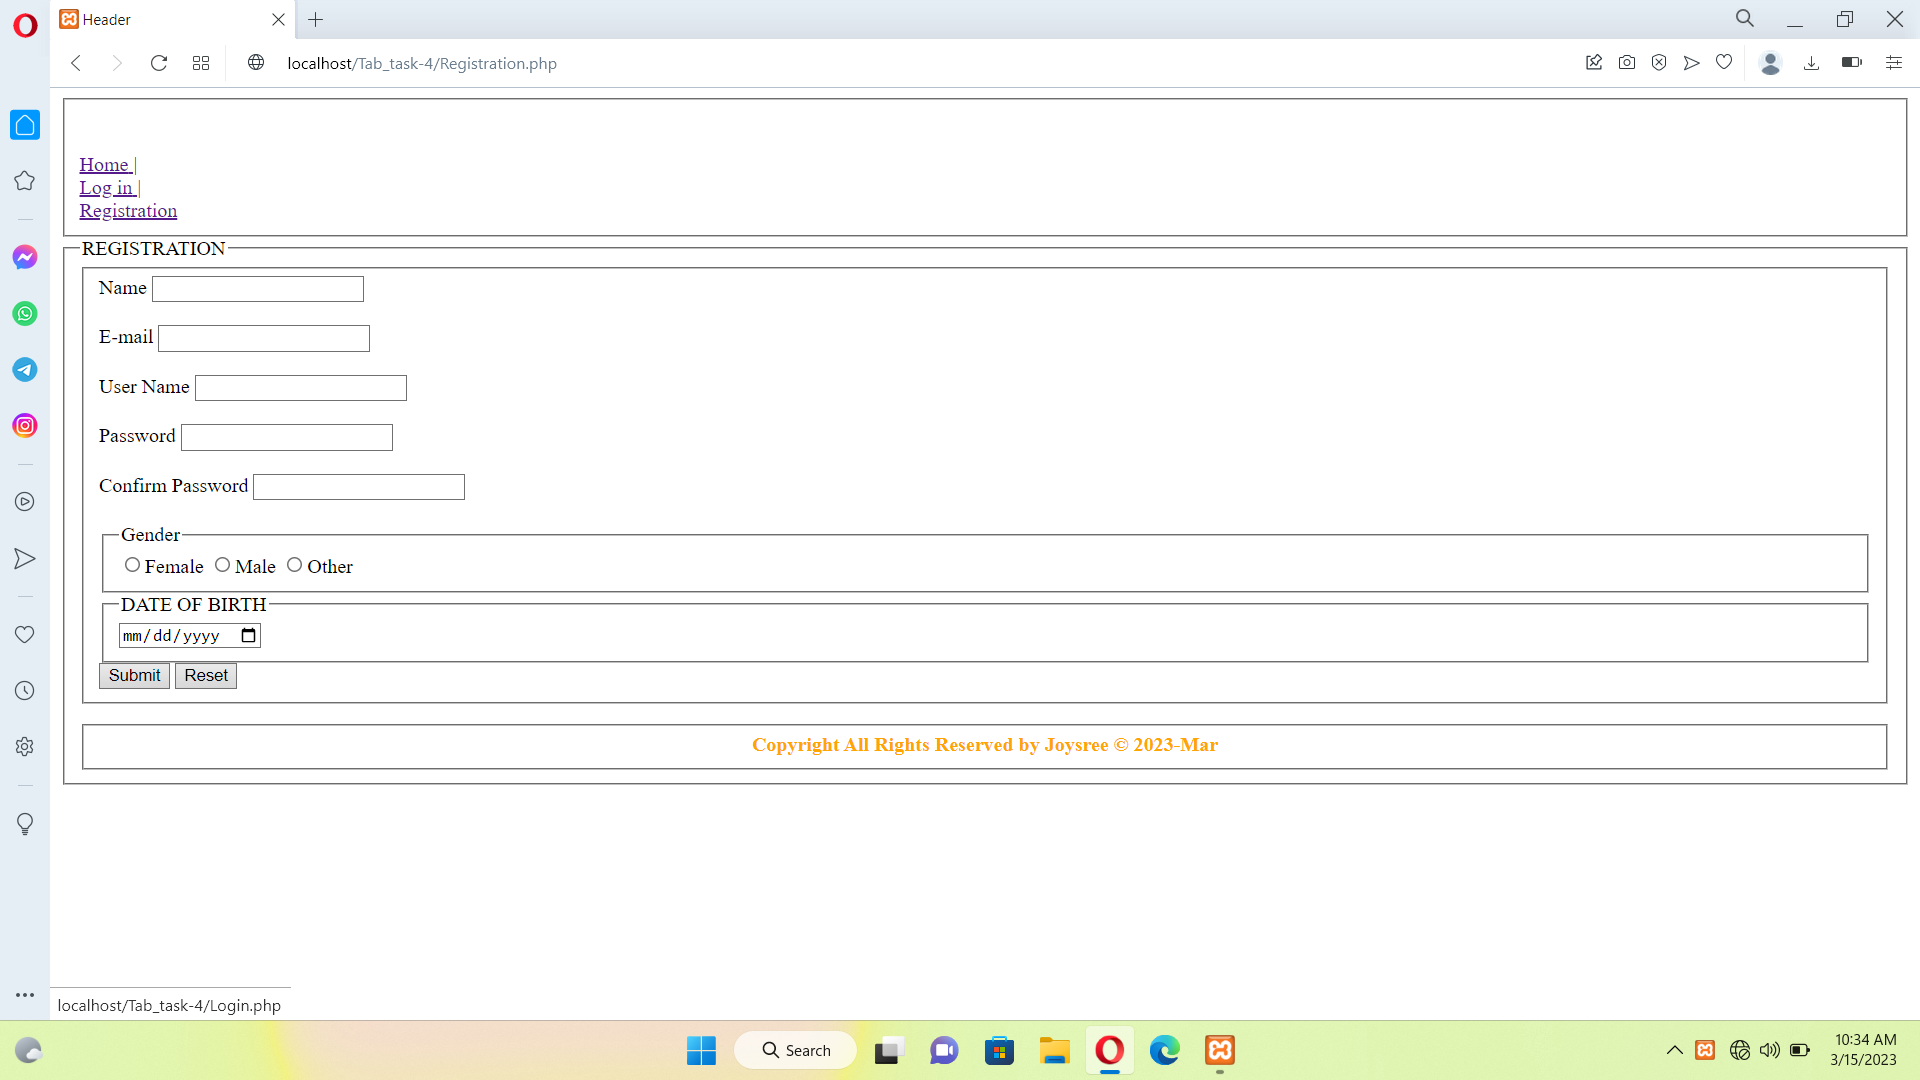 Header
localhost/Tab_task-4/Registration.php
Home |
Log in |
Registration
REGISTRATION
Name
E-mail
User Name
Password
Confirm Password
Gender
Female Male Other
DATE OF BIRTH
mm/dd/yyyy
Submit Reset
Copyright All Rights Reserved by Joysree © 2023-Mar
localhost/Tab_task-4/Login.php
Search
10:34 AM
3/15/2023